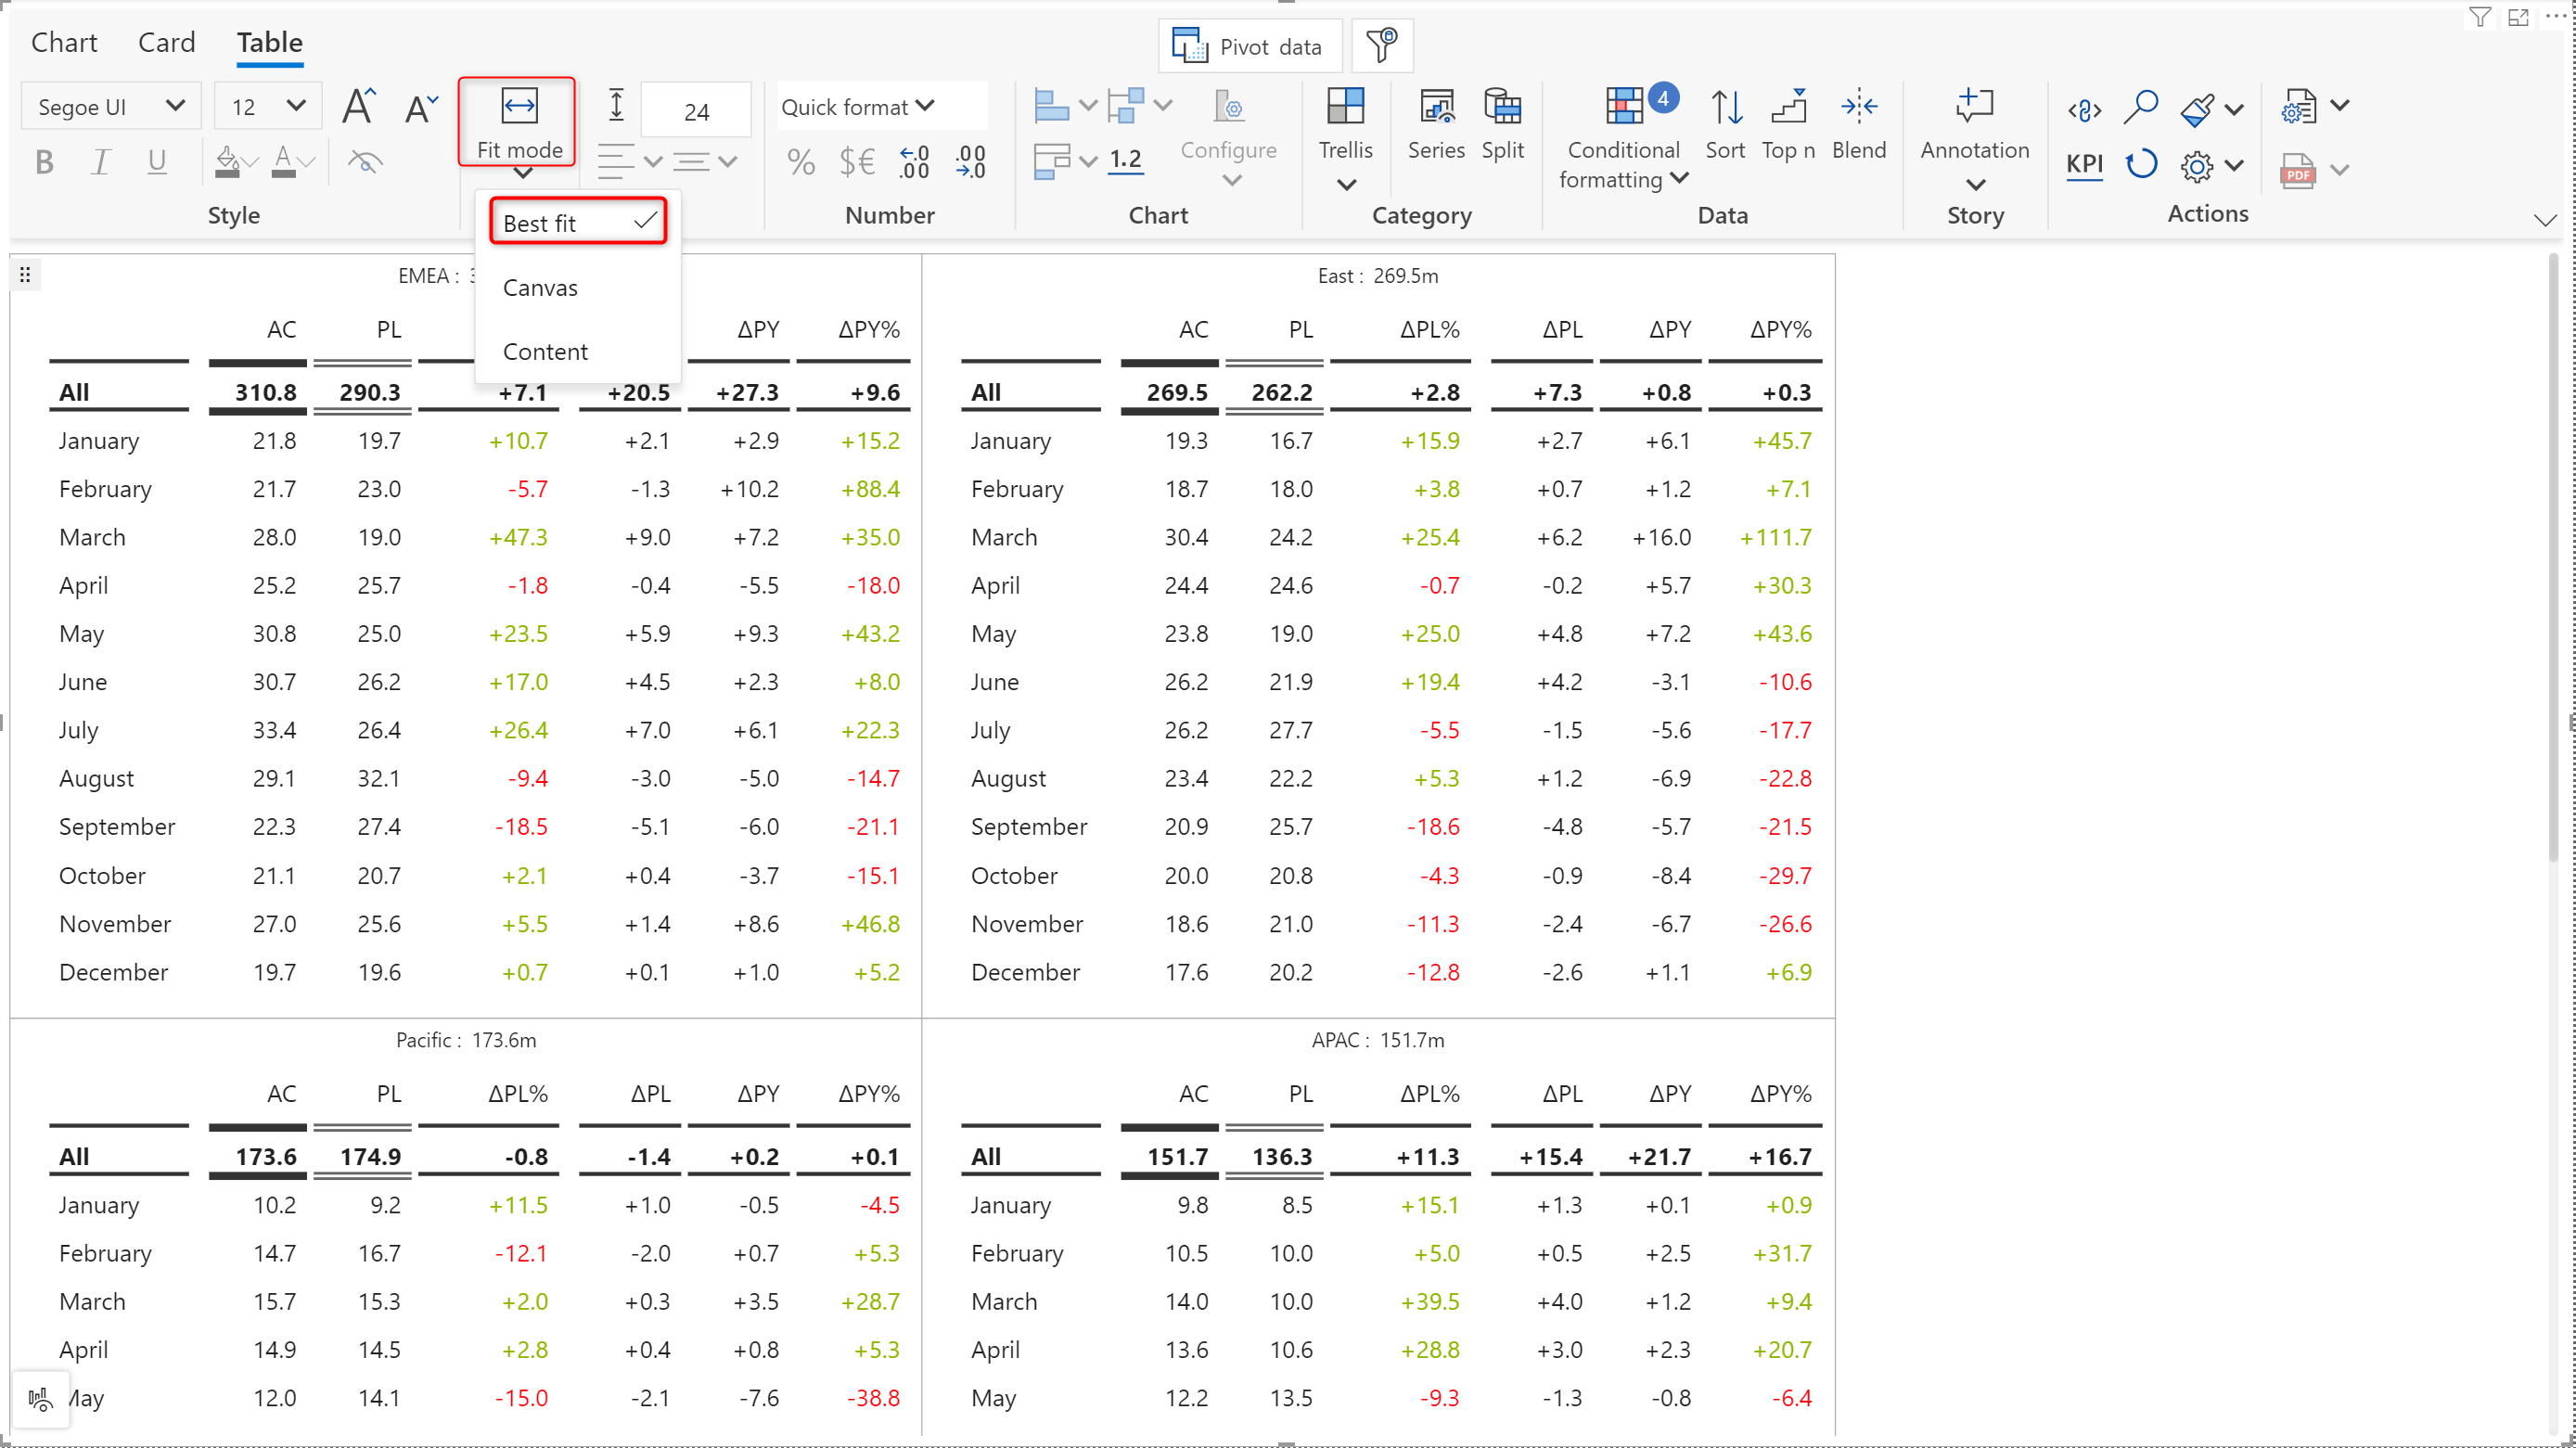 Chart Card Table
Pivot data
Segoe UI 12 A A 24 Quick format 4
Fit mode Configure Trellis Series Split Conditional formatting Sort Top n Blend Annotation
B I U A % $€ ←.0 .00 .00 →.0 1.2 KPI PDF
Style Number Chart Category Data Story Actions
Best fit
Canvas
Content
EMEA :
AC PL ΔPY ΔPY%
All 310.8 290.3 +7.1 +20.5 +27.3 +9.6
January 21.8 19.7 +10.7 +2.1 +2.9 +15.2
February 21.7 23.0 -5.7 -1.3 +10.2 +88.4
March 28.0 19.0 +47.3 +9.0 +7.2 +35.0
April 25.2 25.7 -1.8 -0.4 -5.5 -18.0
May 30.8 25.0 +23.5 +5.9 +9.3 +43.2
June 30.7 26.2 +17.0 +4.5 +2.3 +8.0
July 33.4 26.4 +26.4 +7.0 +6.1 +22.3
August 29.1 32.1 -9.4 -3.0 -5.0 -14.7
September 22.3 27.4 -18.5 -5.1 -6.0 -21.1
October 21.1 20.7 +2.1 +0.4 -3.7 -15.1
November 27.0 25.6 +5.5 +1.4 +8.6 +46.8
December 19.7 19.6 +0.7 +0.1 +1.0 +5.2
East : 269.5m
AC PL ΔPL% ΔPL ΔPY ΔPY%
All 269.5 262.2 +2.8 +7.3 +0.8 +0.3
January 19.3 16.7 +15.9 +2.7 +6.1 +45.7
February 18.7 18.0 +3.8 +0.7 +1.2 +7.1
March 30.4 24.2 +25.4 +6.2 +16.0 +111.7
April 24.4 24.6 -0.7 -0.2 +5.7 +30.3
May 23.8 19.0 +25.0 +4.8 +7.2 +43.6
June 26.2 21.9 +19.4 +4.2 -3.1 -10.6
July 26.2 27.7 -5.5 -1.5 -5.6 -17.7
August 23.4 22.2 +5.3 +1.2 -6.9 -22.8
September 20.9 25.7 -18.6 -4.8 -5.7 -21.5
October 20.0 20.8 -4.3 -0.9 -8.4 -29.7
November 18.6 21.0 -11.3 -2.4 -6.7 -26.6
December 17.6 20.2 -12.8 -2.6 +1.1 +6.9
Pacific : 173.6m
AC PL ΔPL% ΔPL ΔPY ΔPY%
All 173.6 174.9 -0.8 -1.4 +0.2 +0.1
January 10.2 9.2 +11.5 +1.0 -0.5 -4.5
February 14.7 16.7 -12.1 -2.0 +0.7 +5.3
March 15.7 15.3 +2.0 +0.3 +3.5 +28.7
April 14.9 14.5 +2.8 +0.4 +0.8 +5.3
May 12.0 14.1 -15.0 -2.1 -7.6 -38.8
APAC : 151.7m
AC PL ΔPL% ΔPL ΔPY ΔPY%
All 151.7 136.3 +11.3 +15.4 +21.7 +16.7
January 9.8 8.5 +15.1 +1.3 +0.1 +0.9
February 10.5 10.0 +5.0 +0.5 +2.5 +31.7
March 14.0 10.0 +39.5 +4.0 +1.2 +9.4
April 13.6 10.6 +28.8 +3.0 +2.3 +20.7
May 12.2 13.5 -9.3 -1.3 -0.8 -6.4